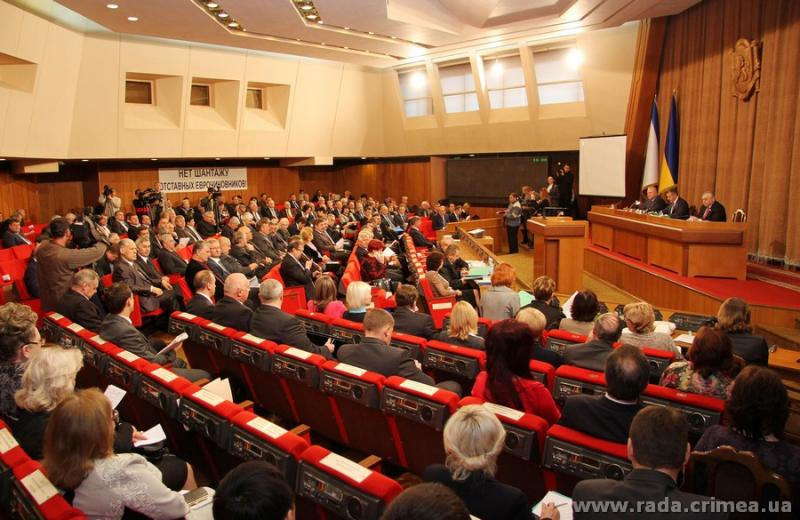 НЕТ ШАНТАЖУ
ОТСТАВНЫХ ЕВРОЧИНОВНИКОВ!
www.rada.crimea.ua